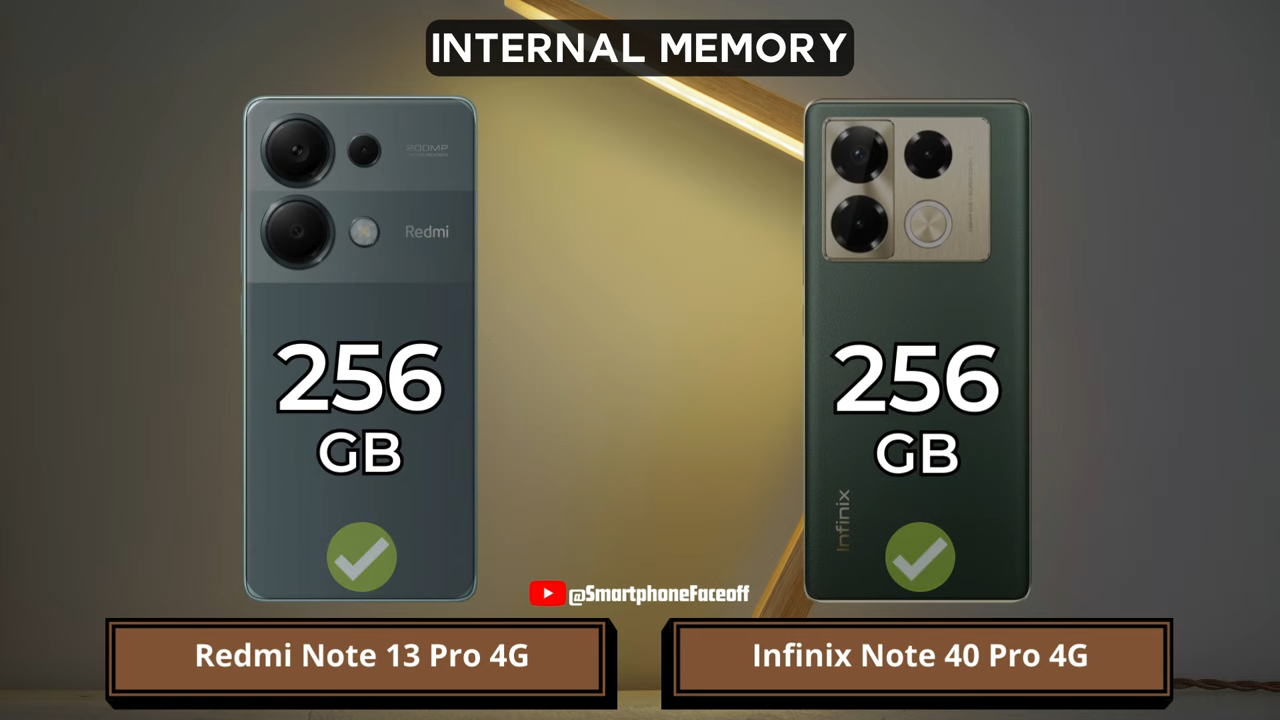 INTERNAL MEMORY
200MP
Redmi
256
GB
256
GB
Infinix
@SmartphoneFaceoff
Redmi Note 13 Pro 4G
Infinix Note 40 Pro 4G